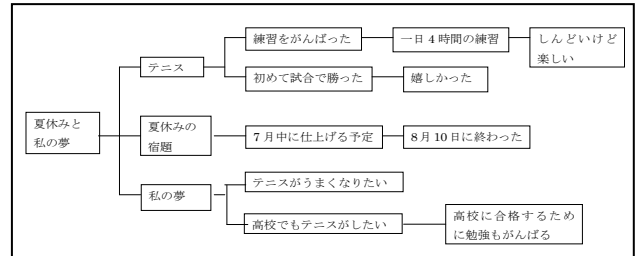 夏休みと
私の夢
テニス
練習をがんばった
一日4時間の練習
しんどいけど
楽しい
初めて試合で勝った
嬉しかった
夏休みの
宿題
7月中に仕上げる予定
8月10日に終わった
私の夢
テニスがうまくなりたい
高校でもテニスがしたい
高校に合格するため
に勉強もがんばる